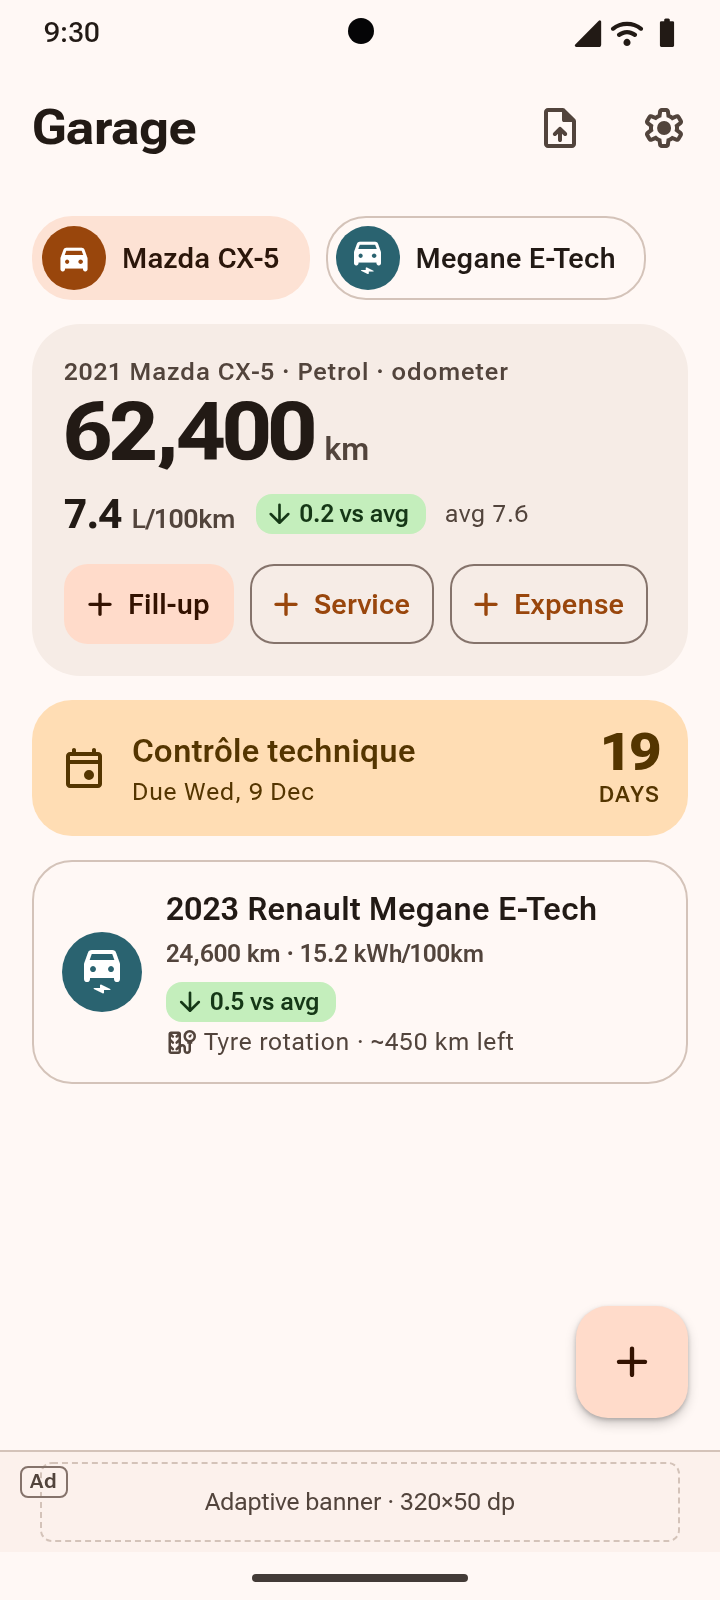 9:30
Garage
Mazda CX-5
Megane E-Tech
2021 Mazda CX-5 · Petrol · odometer
62,400 km
7.4 L/100km
0.2 vs avg
avg 7.6
Fill-up
Service
Expense
Contrôle technique
Due Wed, 9 Dec
19
DAYS
2023 Renault Megane E-Tech
24,600 km · 15.2 kWh/100km
0.5 vs avg
Tyre rotation · ~450 km left
Ad
Adaptive banner · 320×50 dp